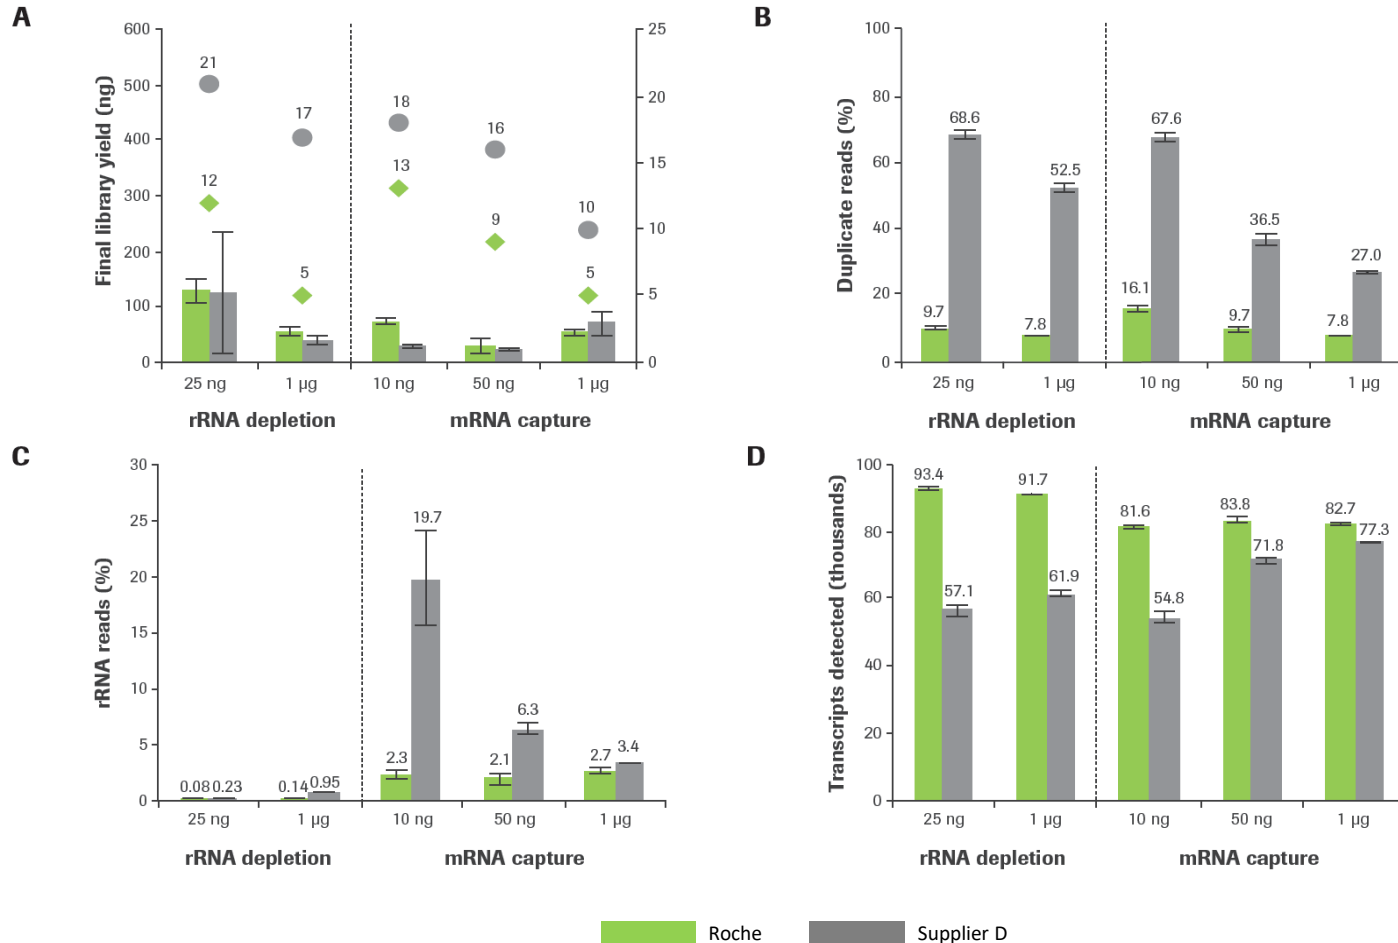 A
Final library yield (ng)
600
500
400
300
200
100
0
25
20
15
10
5
0
21
12
17
5
18
13
16
9
10
5
25 ng
1 µg
10 ng
50 ng
1 µg
rRNA depletion
mRNA capture
B
Duplicate reads (%)
100
80
60
40
20
0
9.7
68.6
7.8
52.5
16.1
67.6
9.7
36.5
7.8
27.0
25 ng
1 µg
10 ng
50 ng
1 µg
rRNA depletion
mRNA capture
C
rRNA reads (%)
30
25
20
15
10
5
0
0.08
0.23
0.14
0.95
2.3
19.7
2.1
6.3
2.7
3.4
25 ng
1 µg
10 ng
50 ng
1 µg
rRNA depletion
mRNA capture
D
Transcripts detected (thousands)
100
80
60
40
20
0
93.4
57.1
91.7
61.9
81.6
54.8
83.8
71.8
82.7
77.3
25 ng
1 µg
10 ng
50 ng
1 µg
rRNA depletion
mRNA capture
Roche
Supplier D